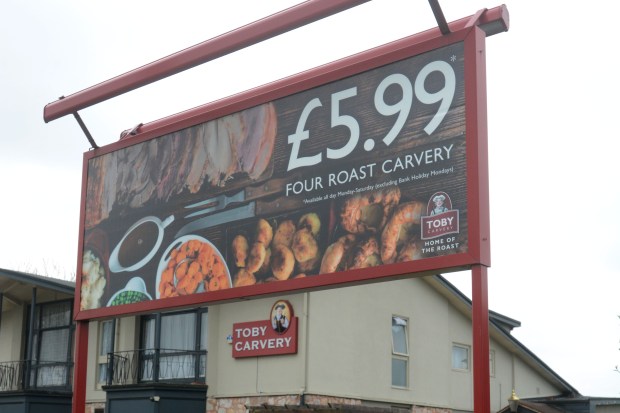 £5.99*
FOUR ROAST CARVERY
*Available all day Monday-Saturday (excluding Bank Holiday Mondays)
TOBY
CARVERY
HOME OF
THE ROAST
TOBY
CARVERY